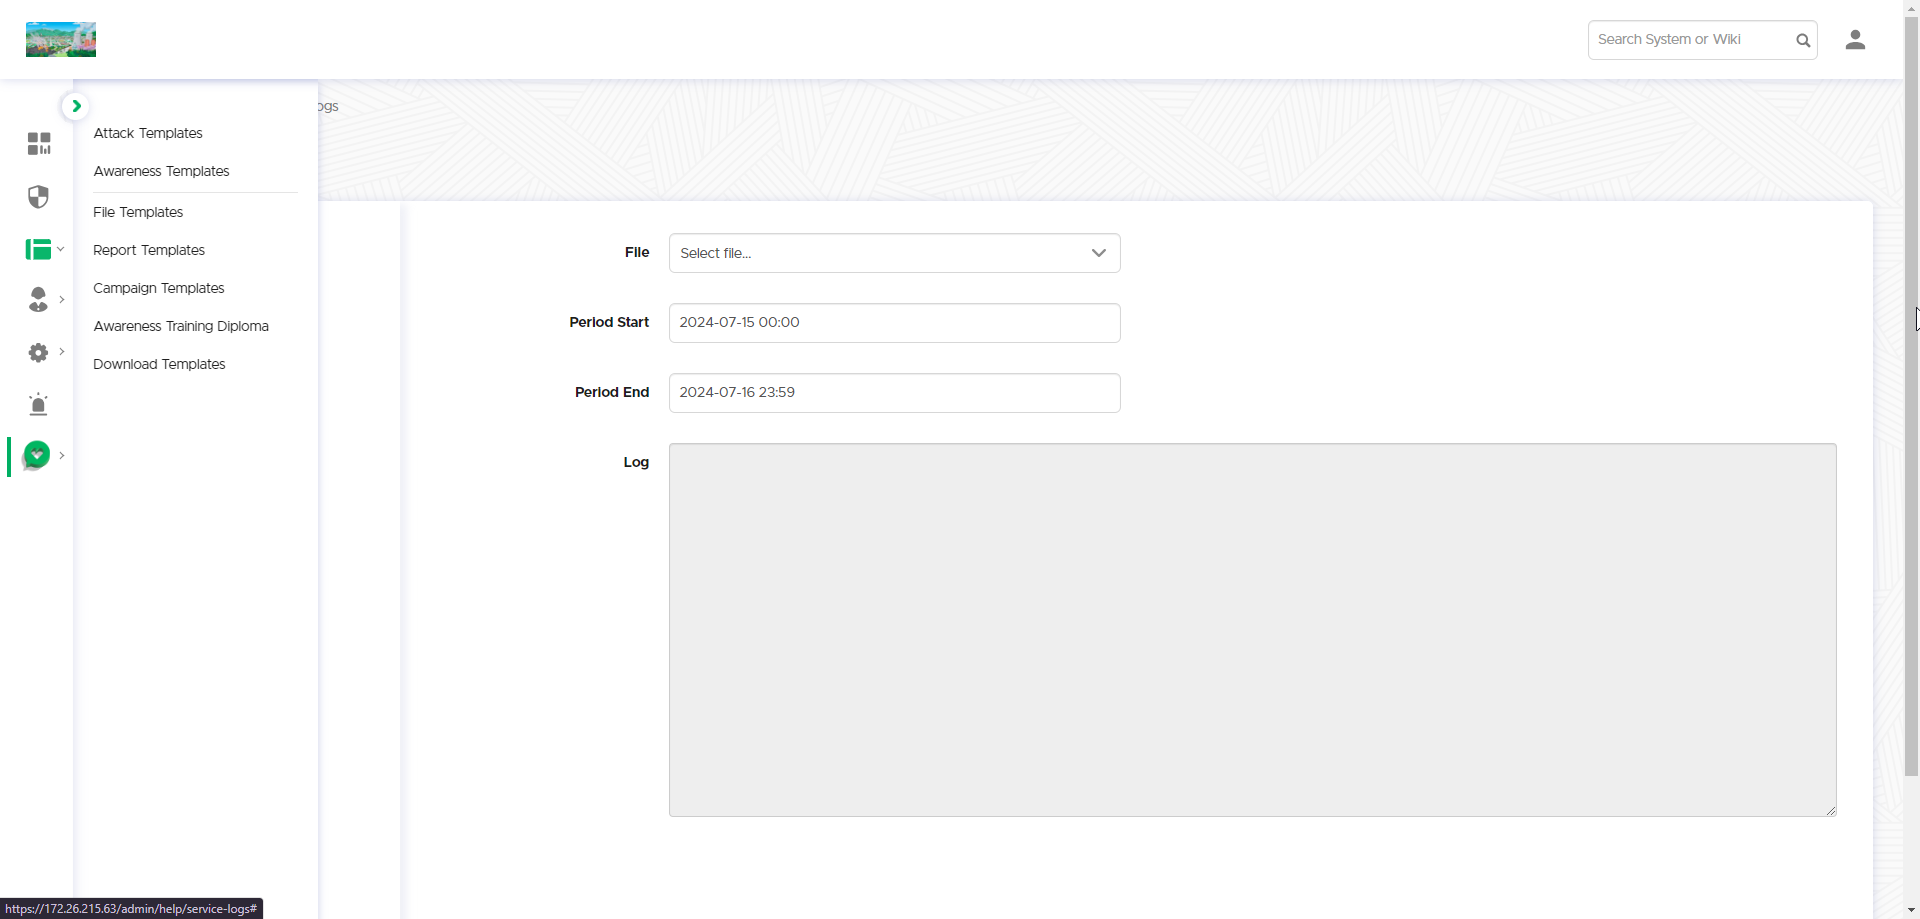 Search System or Wiki
ogs
Attack Templates
Awareness Templates
File Templates
Report Templates
Campaign Templates
Awareness Training Diploma
Download Templates
File
Select file...
Period Start
2024-07-15 00:00
Period End
2024-07-16 23:59
Log
https://172.26.215.63/admin/help/service-logs#